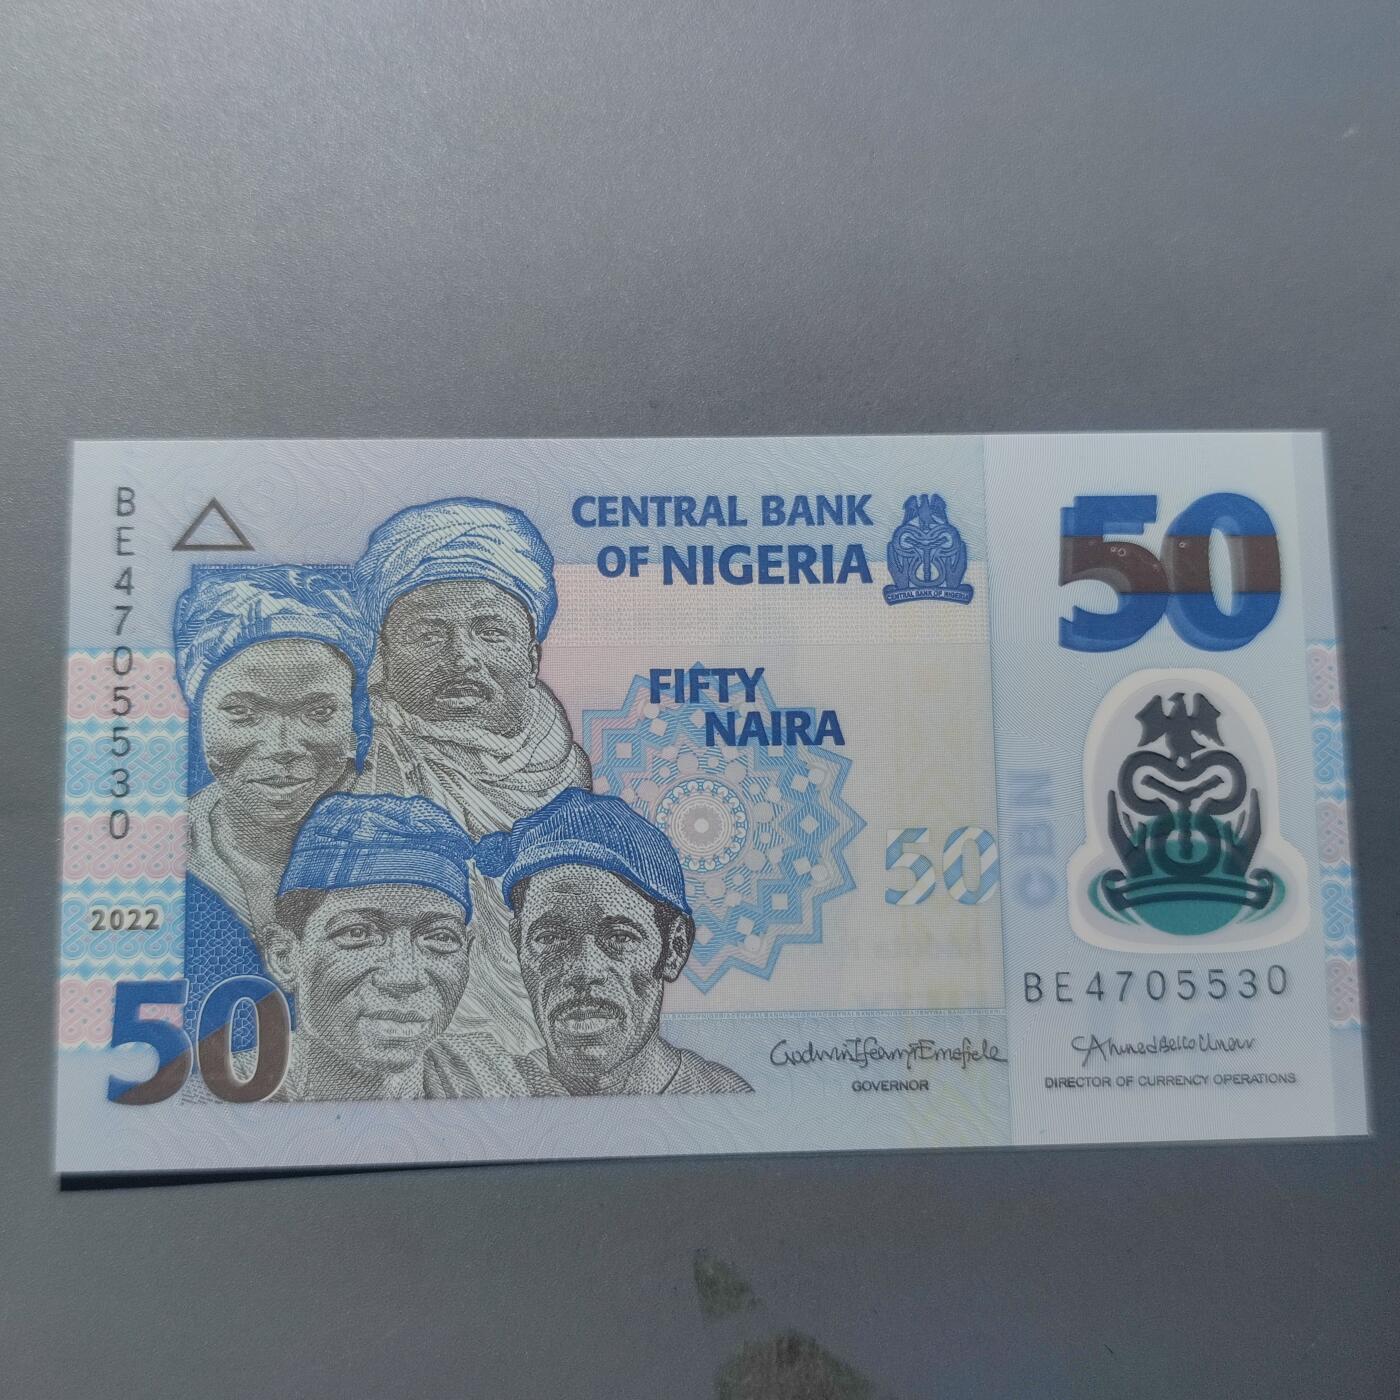 BE4705530
CENTRAL BANK
OF NIGERIA
CENTRAL BANK OF NIGERIA
50
FIFTY
NAIRA
50
CBN
2022
50
BE4705530
GOVERNOR
DIRECTOR OF CURRENCY OPERATIONS